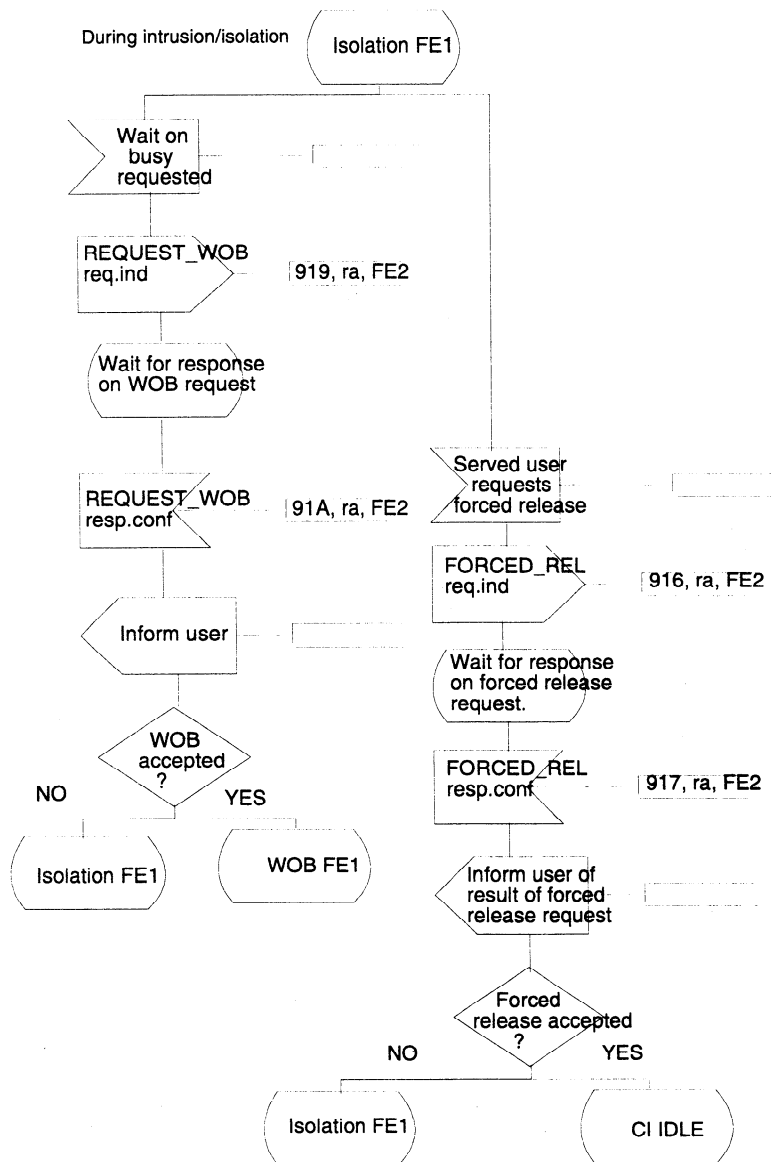 During intrusion/isolation
Isolation FE1
Wait on
busy
requested
REQUEST_WOB
req.ind
919, ra, FE2
Wait for response
on WOB request
REQUEST_WOB
resp.conf
91A, ra, FE2
Inform user
WOB
accepted
?
NO
YES
Isolation FE1
WOB FE1
Served user
requests
forced release
FORCED_REL
req.ind
916, ra, FE2
Wait for response
on forced release
request.
FORCED_REL
resp.conf
917, ra, FE2
Inform user of
result of forced
release request
Forced
release accepted
?
NO
YES
Isolation FE1
CI IDLE